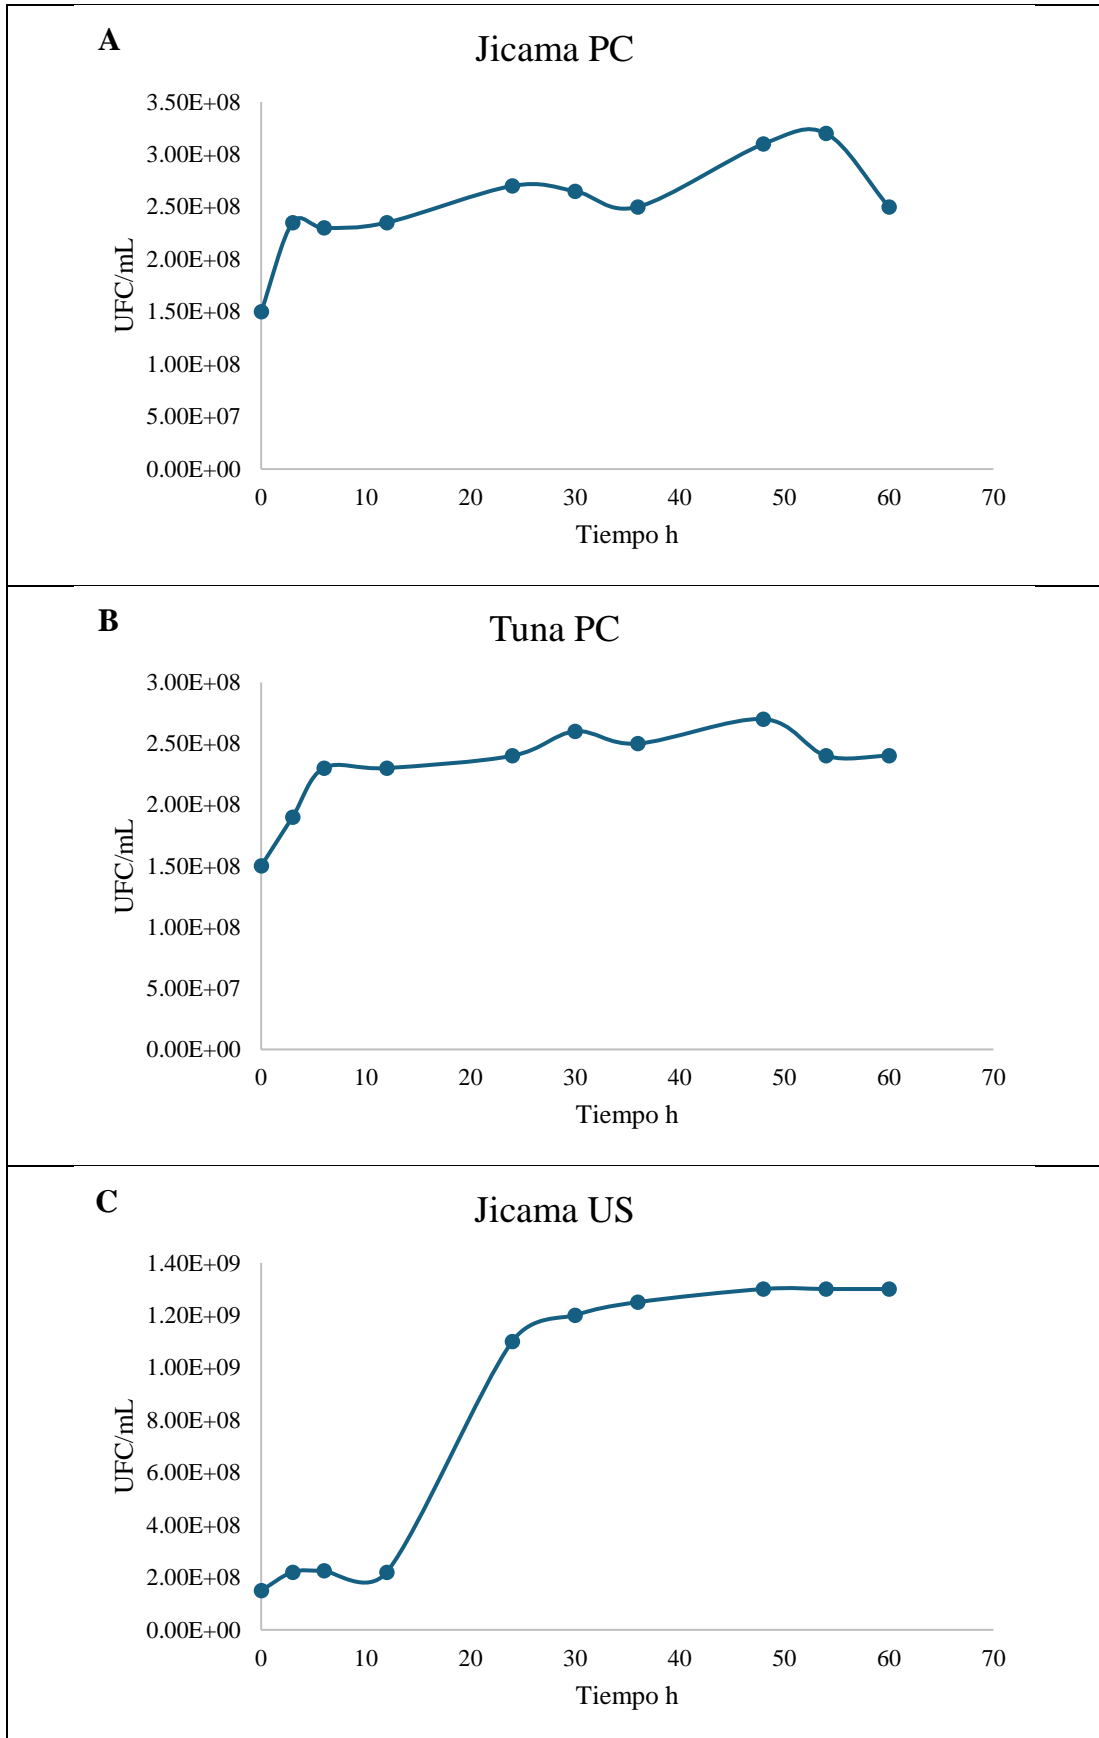 A
Jicama PC
3.50E+08
3.00E+08
2.50E+08
2.00E+08
1.50E+08
1.00E+08
5.00E+07
0.00E+00
UFC/mL
0 10 20 30 40 50 60 70
Tiempo h
B
Tuna PC
3.00E+08
2.50E+08
2.00E+08
1.50E+08
1.00E+08
5.00E+07
0.00E+00
UFC/mL
0 10 20 30 40 50 60 70
Tiempo h
C
Jicama US
1.40E+09
1.20E+09
1.00E+09
8.00E+08
6.00E+08
4.00E+08
2.00E+08
0.00E+00
UFC/mL
0 10 20 30 40 50 60 70
Tiempo h